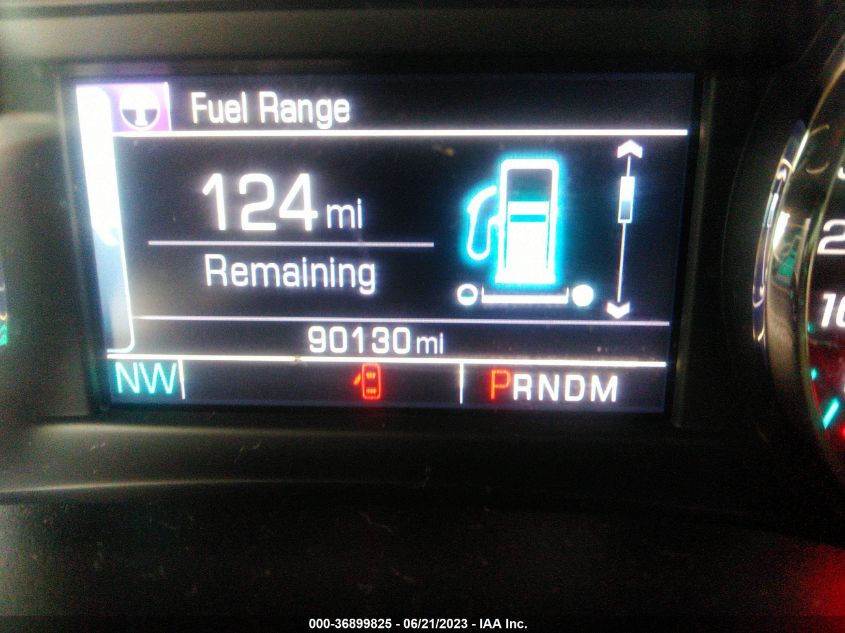 Fuel Range
124 mi
Remaining
90130 mi
NW PRNDM
000-36899825 - 06/21/2023 - IAA Inc.